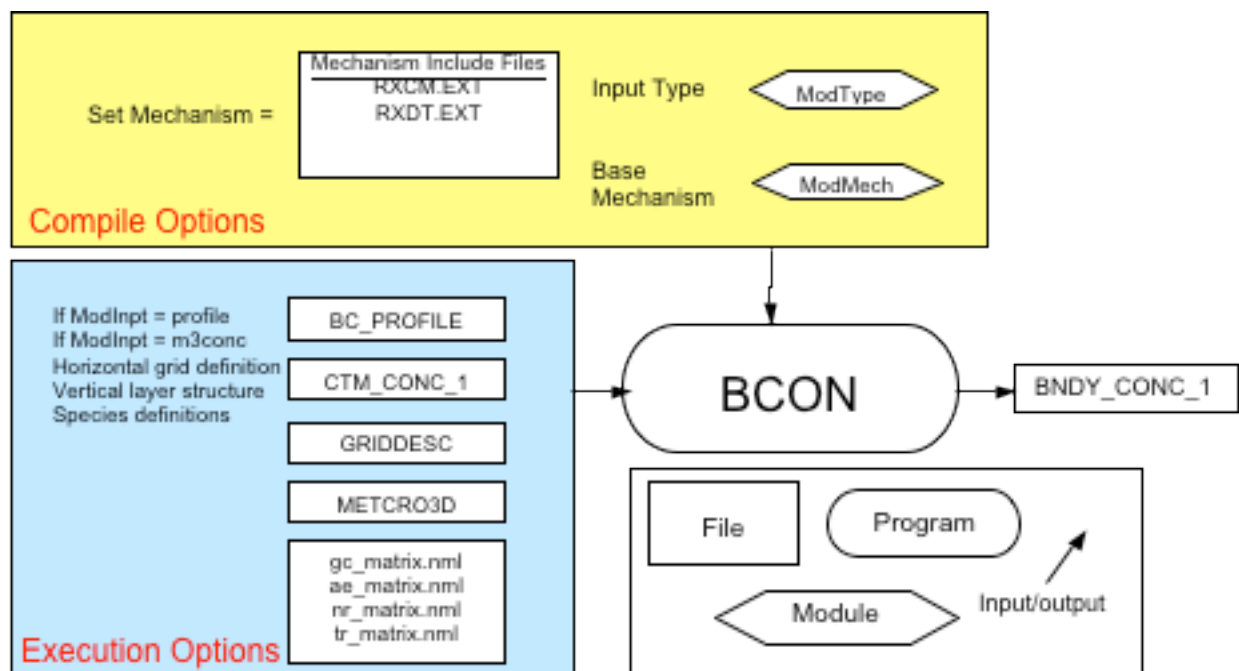 Mechanism Include Files
RXCM.EXT
RXDT.EXT
Set Mechanism =
Input Type
ModType
Base
Mechanism
ModMech
Compile Options
If ModInpt = profile
If ModInpt = m3conc
Horizontal grid definition
Vertical layer structure
Species definitions
BC_PROFILE
CTM_CONC_1
GRIDDESC
METCRO3D
gc_matrix.nml
ae_matrix.nml
nr_matrix.nml
tr_matrix.nml
Execution Options
BCON
BNDY_CONC_1
File
Program
Module
Input/output